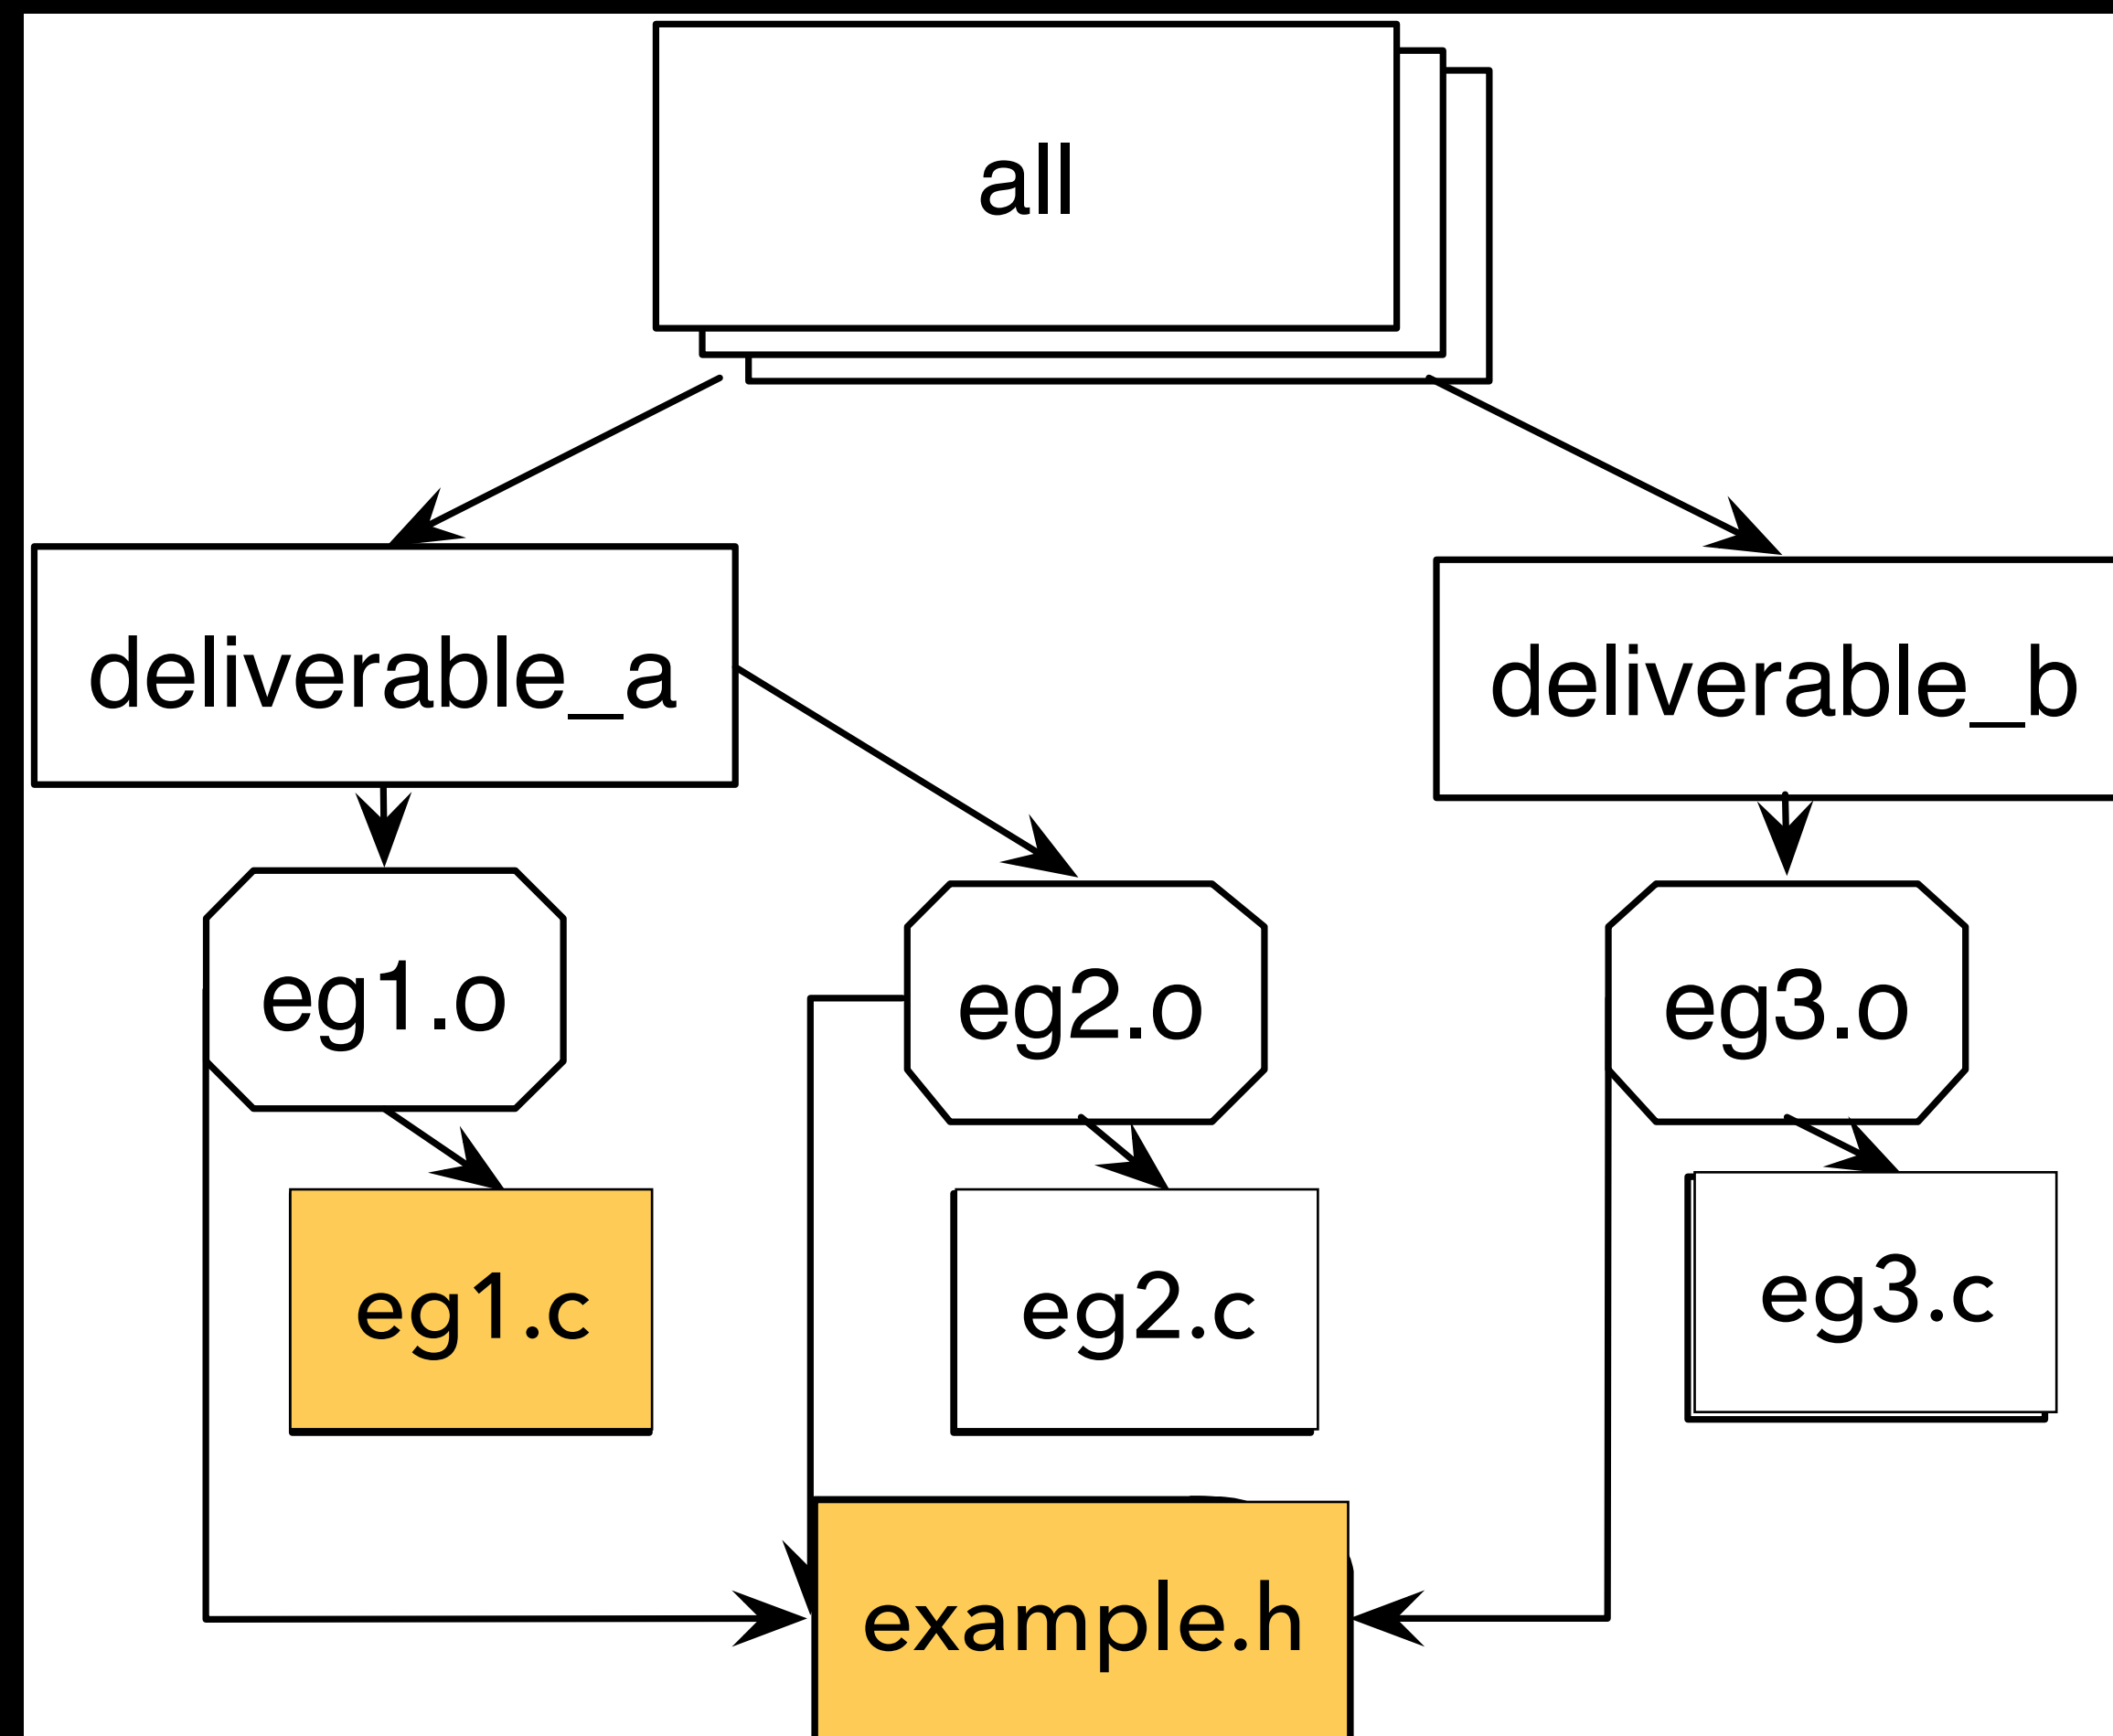 all
deliverable_a
deliverable_b
eg1.o
eg2.o
eg3.o
eg1.c
eg2.c
eg3.c
example.h